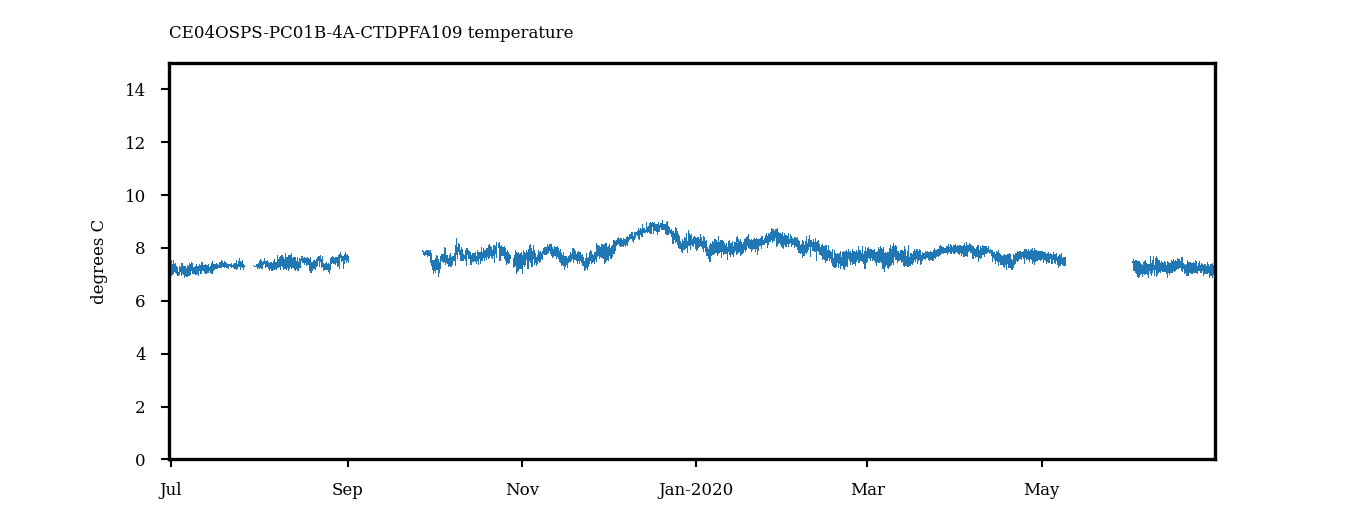 CE04OSPS-PC01B-4A-CTDPFA109 temperature
14
12
10
8
6
4
2
0
degrees C
Jul Sep Nov Jan-2020 Mar May